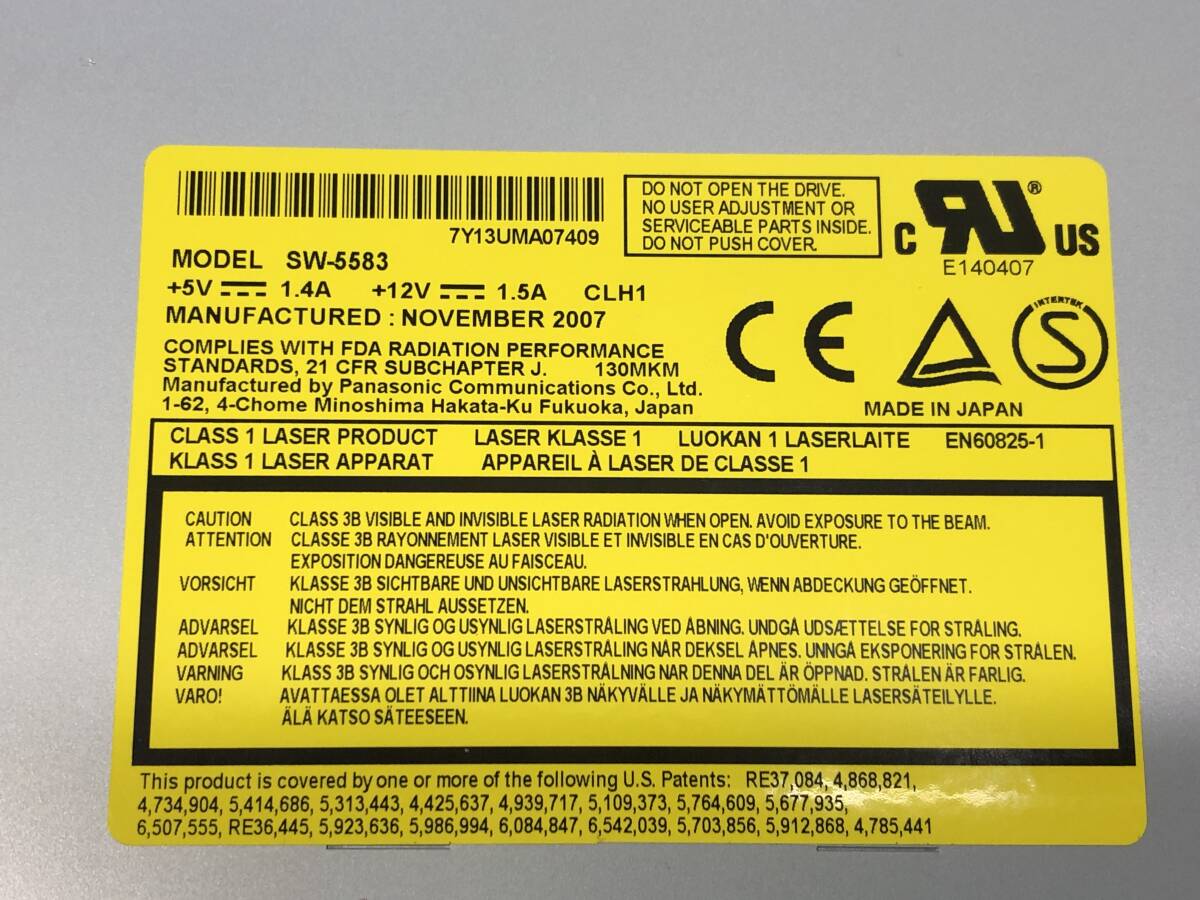 7Y13UMA07409
DO NOT OPEN THE DRIVE.
NO USER ADJUSTMENT OR
SERVICEABLE PARTS INSIDE.
DO NOT PUSH COVER.
C RU ® US
E140407
MODEL SW-5583
+5V 1.4A +12V 1.5A CLH1
MANUFACTURED : NOVEMBER 2007
COMPLIES WITH FDA RADIATION PERFORMANCE
STANDARDS, 21 CFR SUBCHAPTER J. 130MKM
Manufactured by Panasonic Communications Co., Ltd.
1-62, 4-Chome Minoshima Hakata-Ku Fukuoka, Japan
CE
INTERTEK
S
MADE IN JAPAN
CLASS 1 LASER PRODUCT LASER KLASSE 1 LUOKAN 1 LASERLAITE EN60825-1
KLASS 1 LASER APPARAT APPAREIL À LASER DE CLASSE 1
CAUTION CLASS 3B VISIBLE AND INVISIBLE LASER RADIATION WHEN OPEN. AVOID EXPOSURE TO THE BEAM.
ATTENTION CLASSE 3B RAYONNEMENT LASER VISIBLE ET INVISIBLE EN CAS D'OUVERTURE.
EXPOSITION DANGEREUSE AU FAISCEAU.
VORSICHT KLASSE 3B SICHTBARE UND UNSICHTBARE LASERSTRAHLUNG, WENN ABDECKUNG GEÖFFNET.
NICHT DEM STRAHL AUSSETZEN.
ADVARSEL KLASSE 3B SYNLIG OG USYNLIG LASERSTRÅLING VED ÅBNING. UNDGÅ UDSÆTTELSE FOR STRÅLING.
ADVARSEL KLASSE 3B SYNLIG OG USYNLIG LASERSTRÅLING NÅR DEKSEL ÅPNES. UNNGÅ EKSPONERING FOR STRÅLEN.
VARNING KLASS 3B SYNLIG OCH OSYNLIG LASERSTRÅLNING NÄR DENNA DEL ÄR ÖPPNAD. STRÅLEN ÄR FARLIG.
VARO! AVATTAESSA OLET ALTTIINA LUOKAN 3B NÄKYVÄLLE JA NÄKYMÄTTÖMÄLLE LASERSÄTEILYLLE.
ÄLÄ KATSO SÄTEESEEN.
This product is covered by one or more of the following U.S. Patents: RE37,084, 4,868,821,
4,734,904, 5,414,686, 5,313,443, 4,425,637, 4,939,717, 5,109,373, 5,764,609, 5,677,935,
6,507,555, RE36,445, 5,923,636, 5,986,994, 6,084,847, 6,542,039, 5,703,856, 5,912,868, 4,785,441